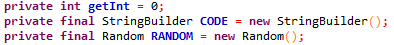 private int getInt = 0;
private final StringBuilder CODE = new StringBuilder();
private final Random RANDOM = new Random();